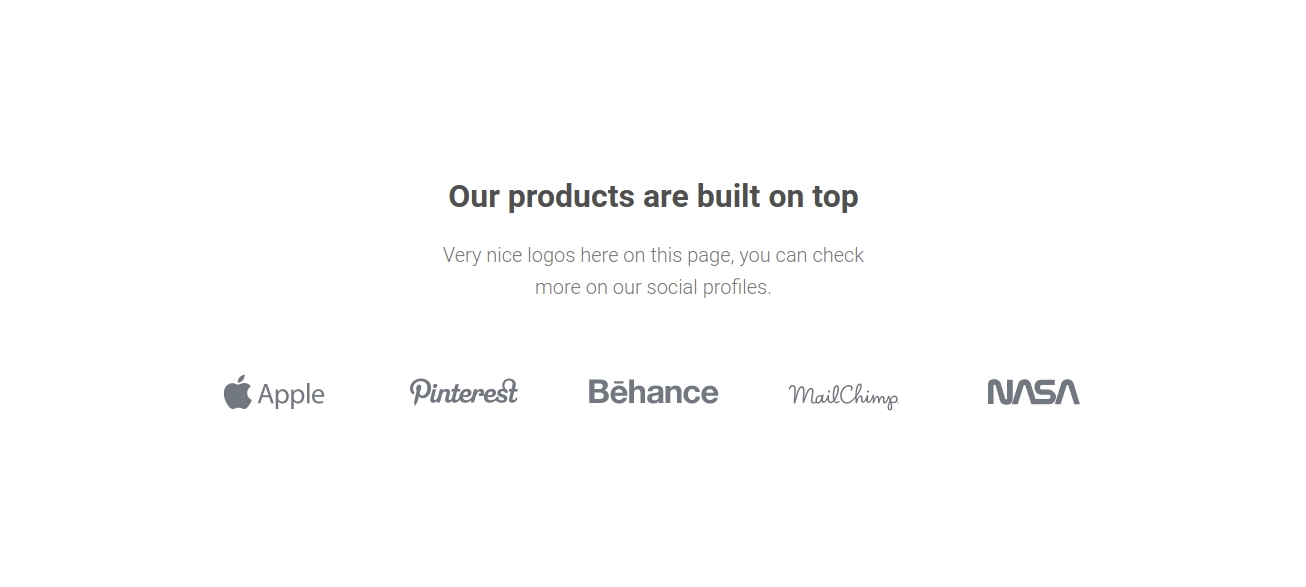 Our products are built on top
Very nice logos here on this page, you can check
more on our social profiles.
Apple Pinterest Bēhance MailChimp NASA